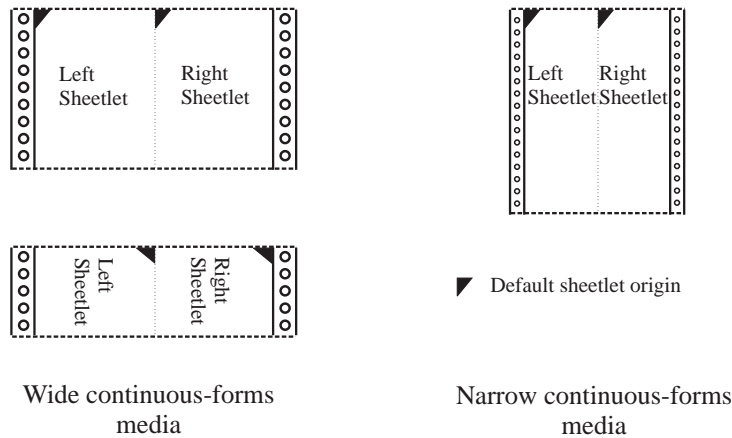 Left
Sheetlet
Right
Sheetlet
Left
Sheetlet
Right
Sheetlet
Left
Sheetlet
Right
Sheetlet
Default sheetlet origin
Wide continuous-forms
media
Narrow continuous-forms
media